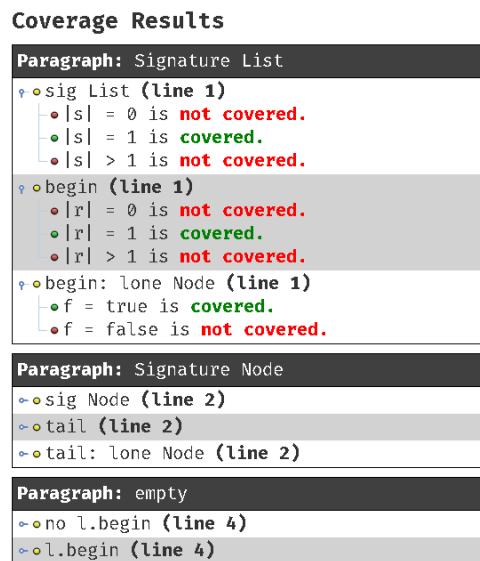 Coverage Results
Paragraph: Signature List
sig List (line 1)
|s| = 0 is not covered.
|s| = 1 is covered.
|s| > 1 is not covered.
begin (line 1)
|r| = 0 is not covered.
|r| = 1 is covered.
|r| > 1 is not covered.
begin: lone Node (line 1)
f = true is covered.
f = false is not covered.
Paragraph: Signature Node
sig Node (line 2)
tail (line 2)
tail: lone Node (line 2)
Paragraph: empty
no l.begin (line 4)
l.begin (line 4)